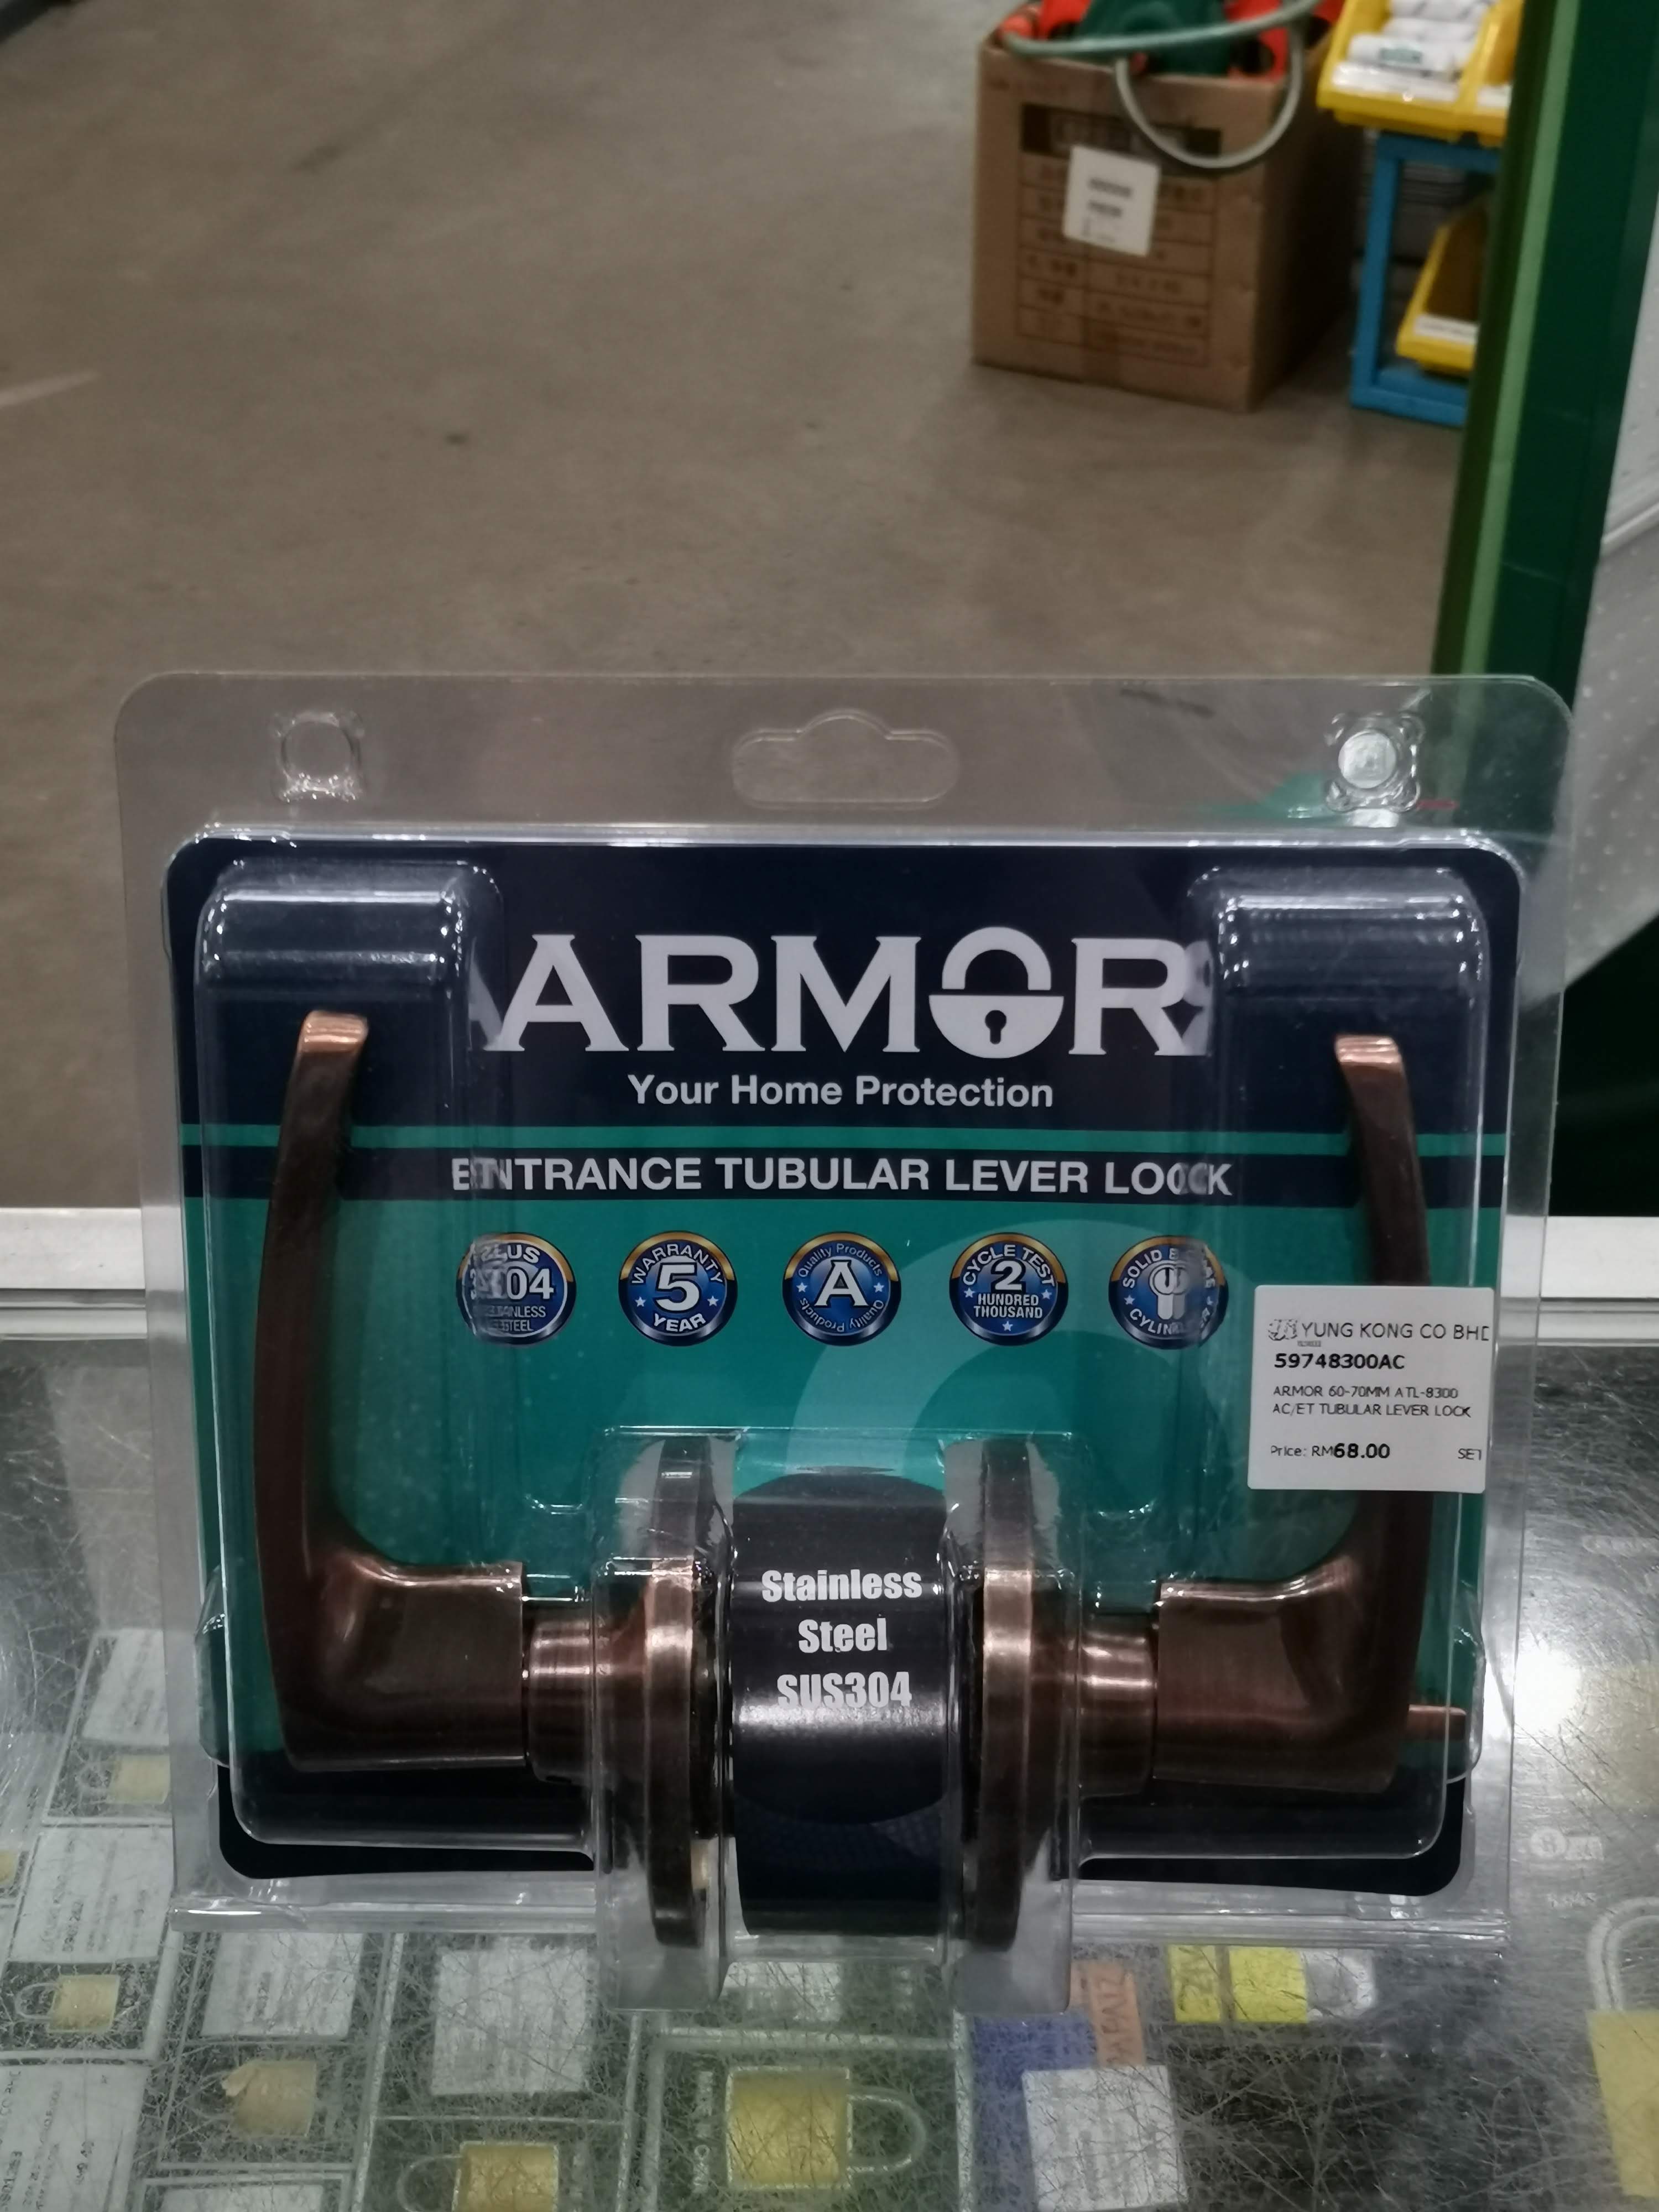 ARMOR
Your Home Protection
ENTRANCE TUBULAR LEVER LOCK
SUS
304
STAINLESS
STEEL
WARRANTY
5
YEAR
Quality Products
A
Quality Products
CYCLE TEST
2
HUNDRED
THOUSAND
SOLID
CYLINDER
YUNG KONG CO BHD
59748300AC
ARMOR 60-70MM ATL-8300
AC/ET TUBULAR LEVER LOCK
Price: RM68.00 SET
Stainless
Steel
SUS304